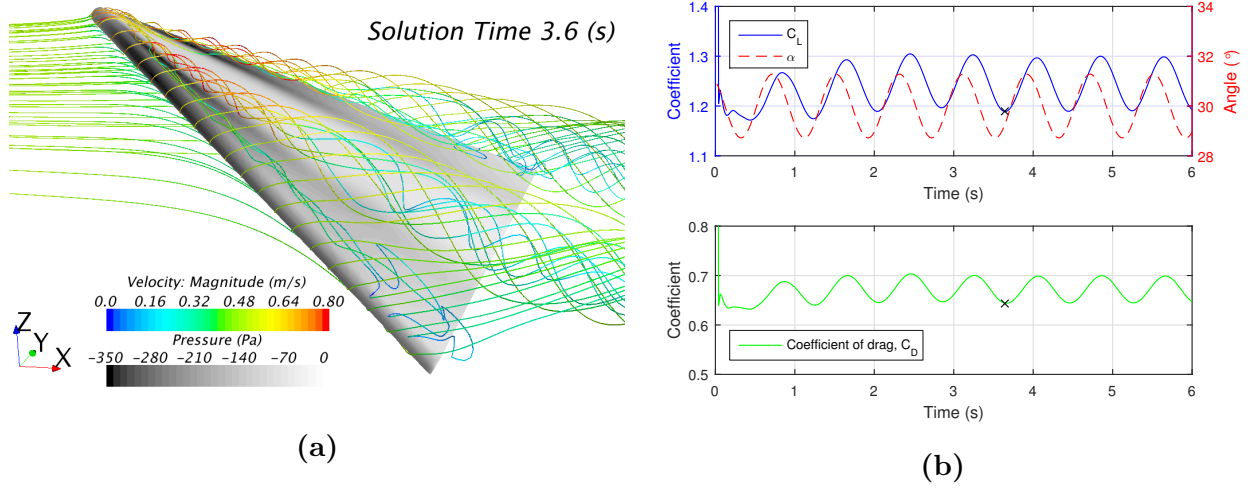 Solution Time 3.6 (s)
Velocity: Magnitude (m/s)
0.0 0.16 0.32 0.48 0.64 0.80
Pressure (Pa)
-350 -280 -210 -140 -70 0
Z
Y
X
(a)
1.4
1.3
1.2
1.1
Coefficient
C_L
α
34
32
30
28
Angle (°)
0 1 2 3 4 5 6
Time (s)
0.8
0.7
0.6
0.5
Coefficient
Coefficient of drag, C_D
0 1 2 3 4 5 6
Time (s)
(b)